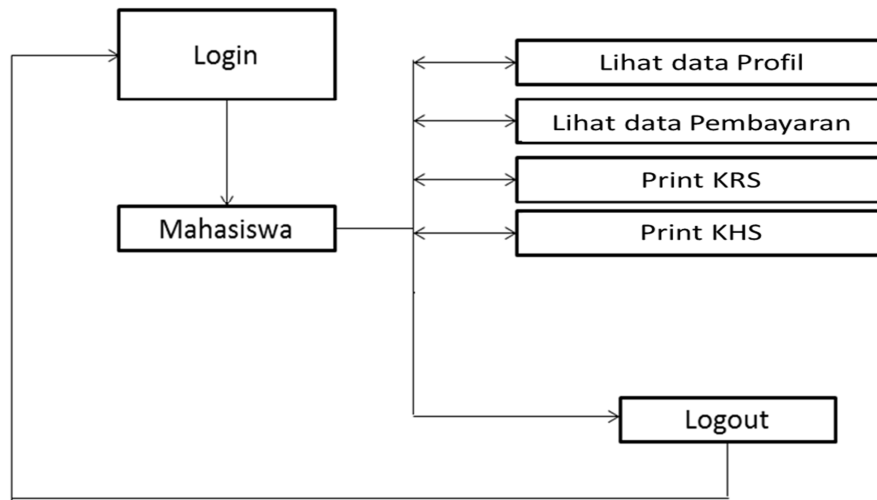 Login
Mahasiswa
Lihat data Profil
Lihat data Pembayaran
Print KRS
Print KHS
Logout